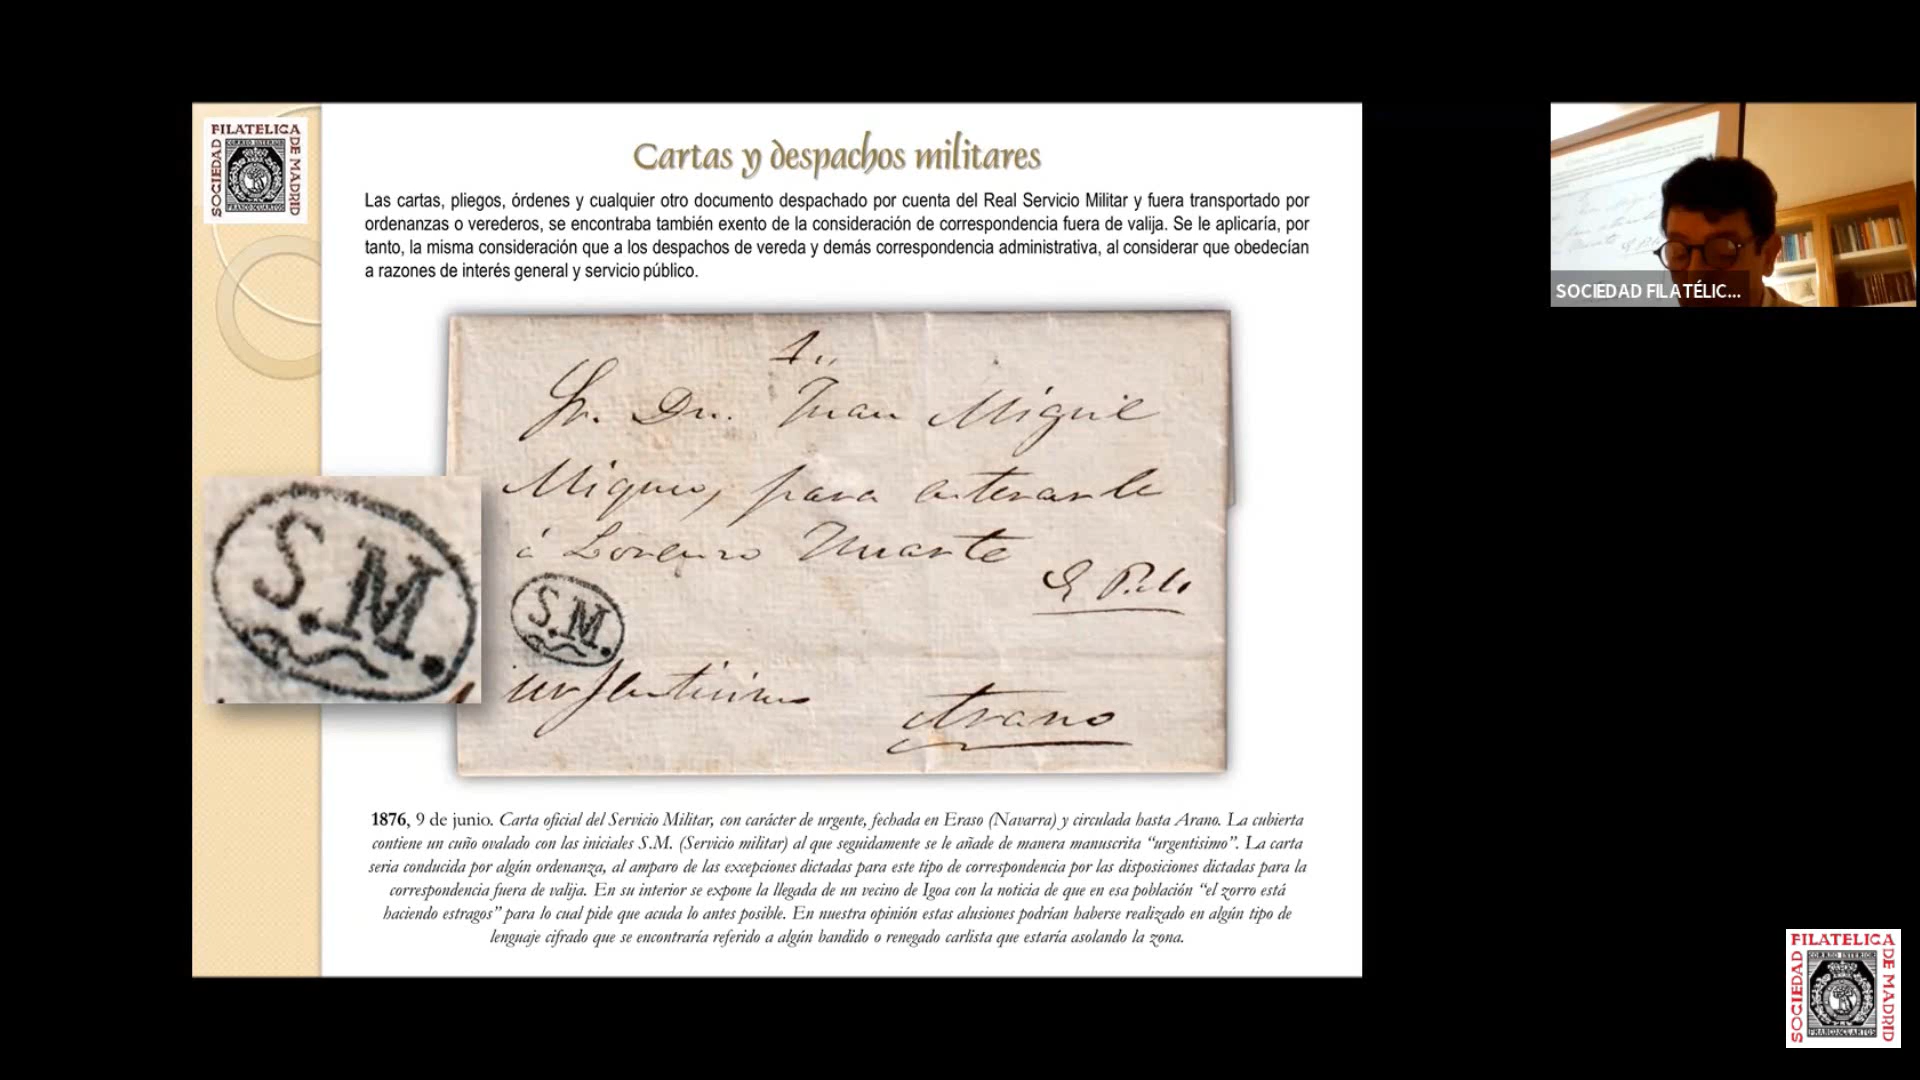 SOCIEDAD FILATELICA DE MADRID
CORREO INTERIOR
FRANCO CUARTOS
Cartas y despachos militares
Las cartas, pliegos, órdenes y cualquier otro documento despachado por cuenta del Real Servicio Militar y fuera transportado por
ordenanzas o verederos, se encontraba también exento de la consideración de correspondencia fuera de valija. Se le aplicaría, por
tanto, la misma consideración que a los despachos de vereda y demás correspondencia administrativa, al considerar que obedecían
a razones de interés general y servicio público.
Sr. Dn. Juan Miguel
para
á Lorenzo
S.M.
S.M.
urgentisimo
Arano
1876, 9 de junio. Carta oficial del Servicio Militar, con carácter de urgente, fechada en Eraso (Navarra) y circulada hasta Arano. La cubierta
contiene un cuño ovalado con las iniciales S.M. (Servicio militar) al que seguidamente se le añade de manera manuscrita “urgentisimo”. La carta
seria conducida por algún ordenanza, al amparo de las excepciones dictadas para este tipo de correspondencia por las disposiciones dictadas para la
correspondencia fuera de valija. En su interior se expone la llegada de un vecino de Igoa con la noticia de que en esa población “el zorro está
haciendo estragos” para lo cual pide que acuda lo antes posible. En nuestra opinión estas alusiones podrían haberse realizado en algún tipo de
lenguaje cifrado que se encontraría referido a algún bandido o renegado carlista que estaría asolando la zona.
SOCIEDAD FILATÉLIC...
SOCIEDAD FILATELICA DE MADRID
CORREO INTERIOR
FRANCO CUARTOS